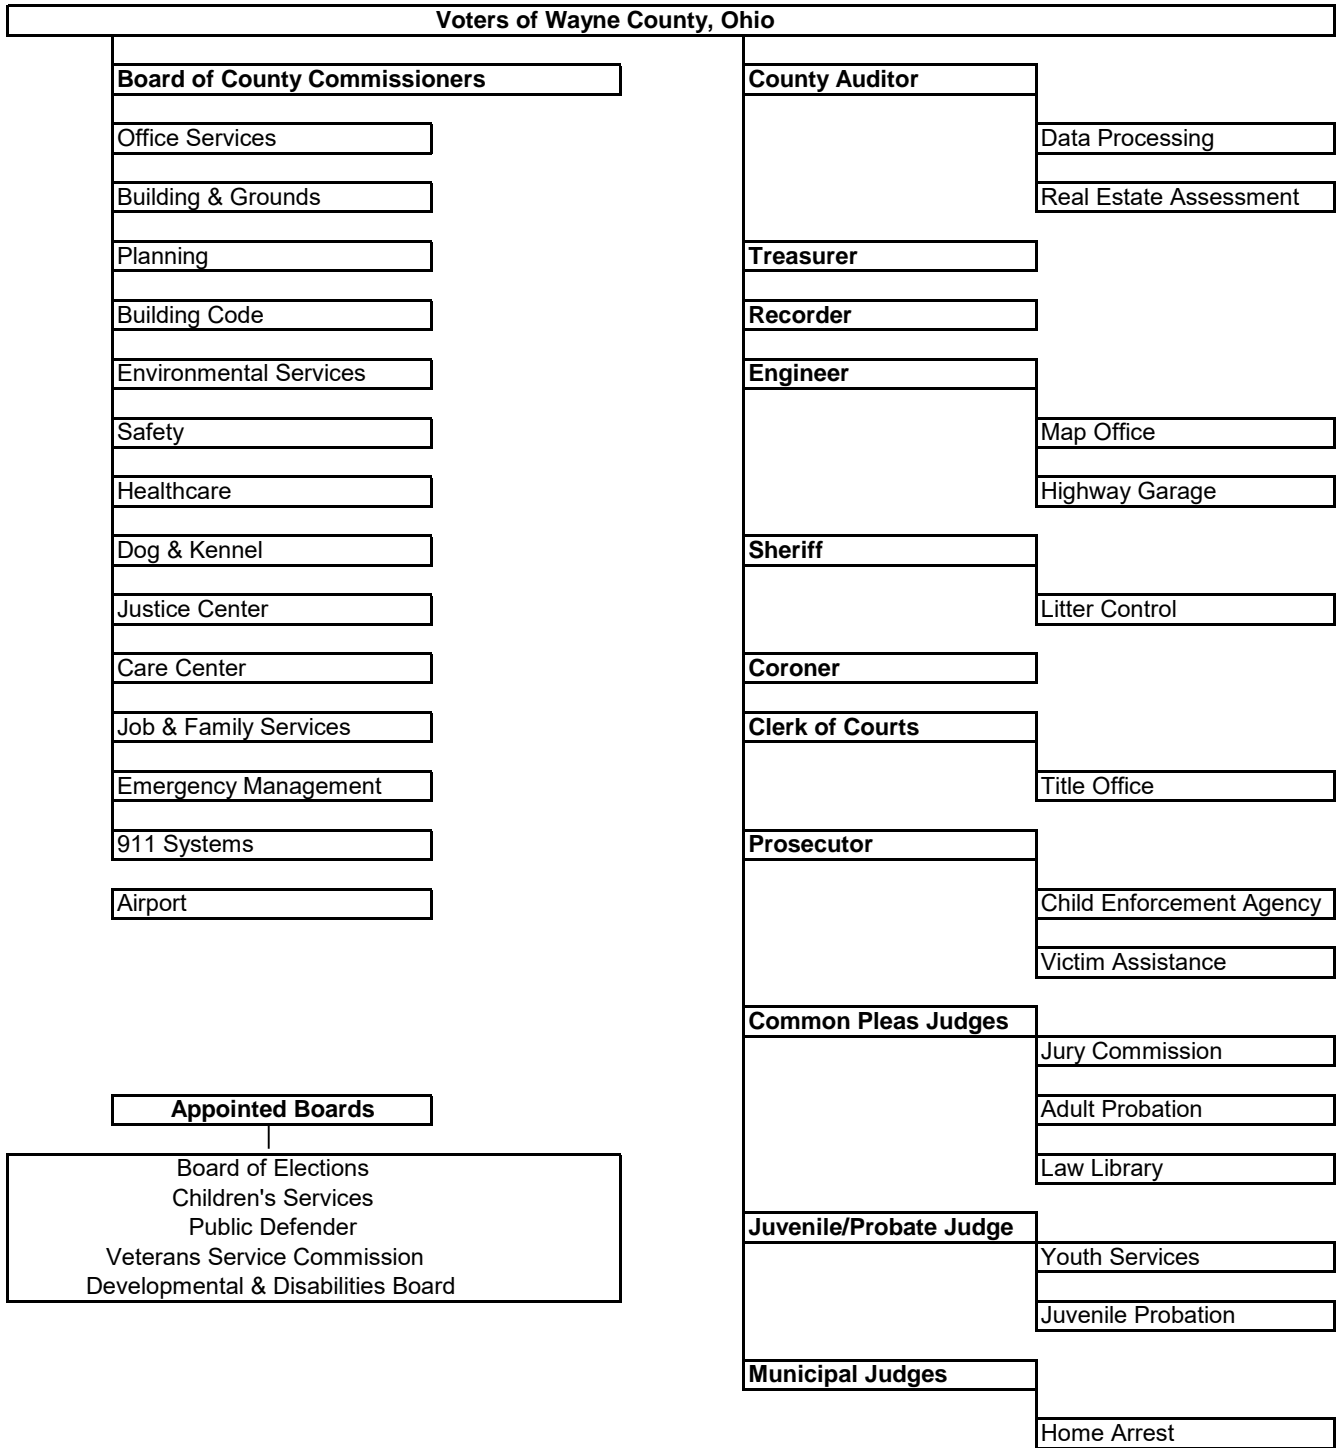 Voters of Wayne County, Ohio
Board of County Commissioners
Office Services
Building & Grounds
Planning
Building Code
Environmental Services
Safety
Healthcare
Dog & Kennel
Justice Center
Care Center
Job & Family Services
Emergency Management
911 Systems
Airport
Appointed Boards
Board of Elections
Children's Services
Public Defender
Veterans Service Commission
Developmental & Disabilities Board
County Auditor
Data Processing
Real Estate Assessment
Treasurer
Recorder
Engineer
Map Office
Highway Garage
Sheriff
Litter Control
Coroner
Clerk of Courts
Title Office
Prosecutor
Child Enforcement Agency
Victim Assistance
Common Pleas Judges
Jury Commission
Adult Probation
Law Library
Juvenile/Probate Judge
Youth Services
Juvenile Probation
Municipal Judges
Home Arrest